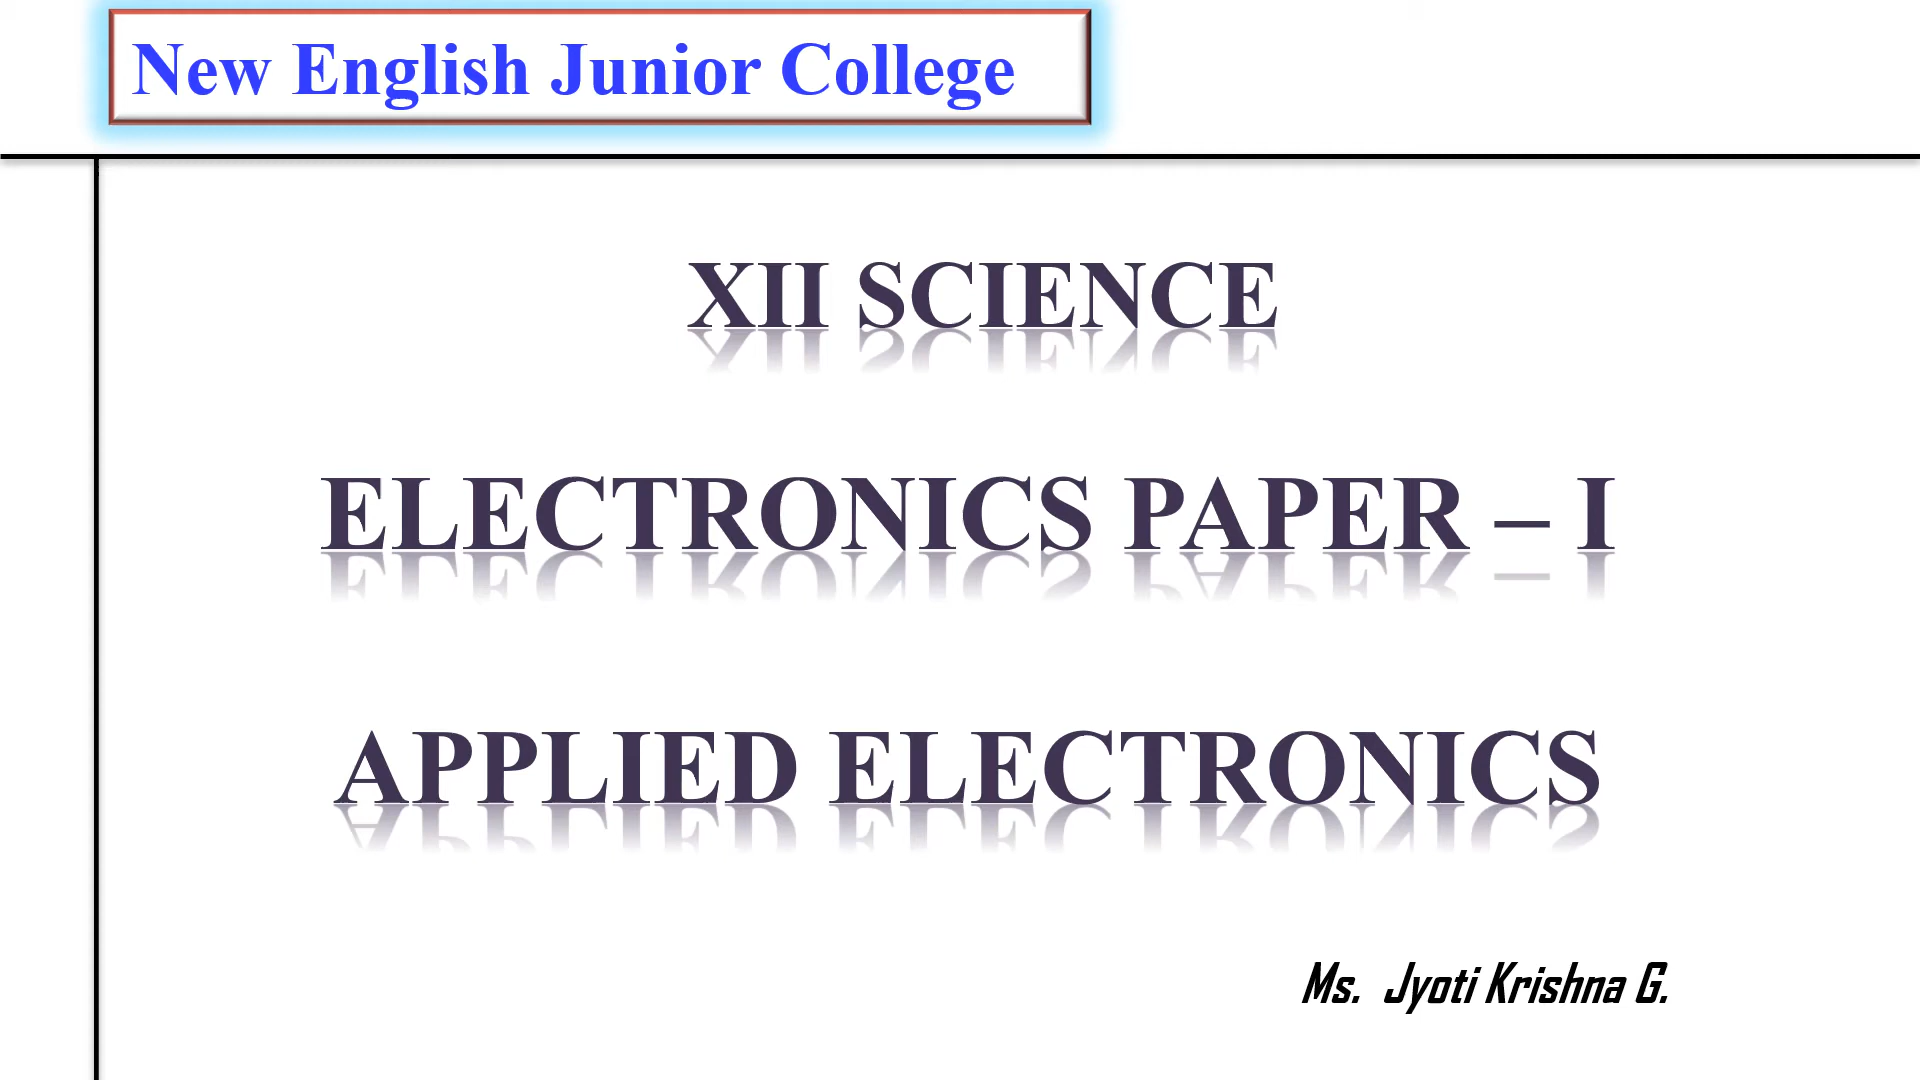 New English Junior College
XII SCIENCE
ELECTRONICS PAPER – I
APPLIED ELECTRONICS
Ms. Jyoti Krishna G.